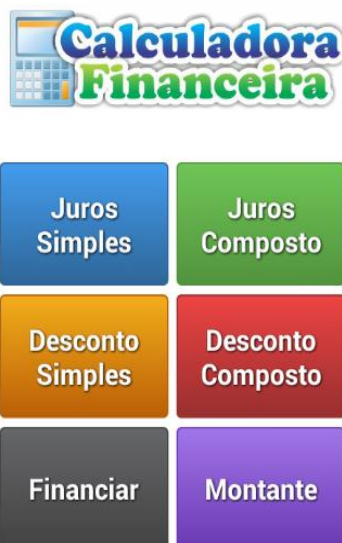 Calculadora
Financeira
Juros
Simples
Juros
Composto
Desconto
Simples
Desconto
Composto
Financiar
Montante